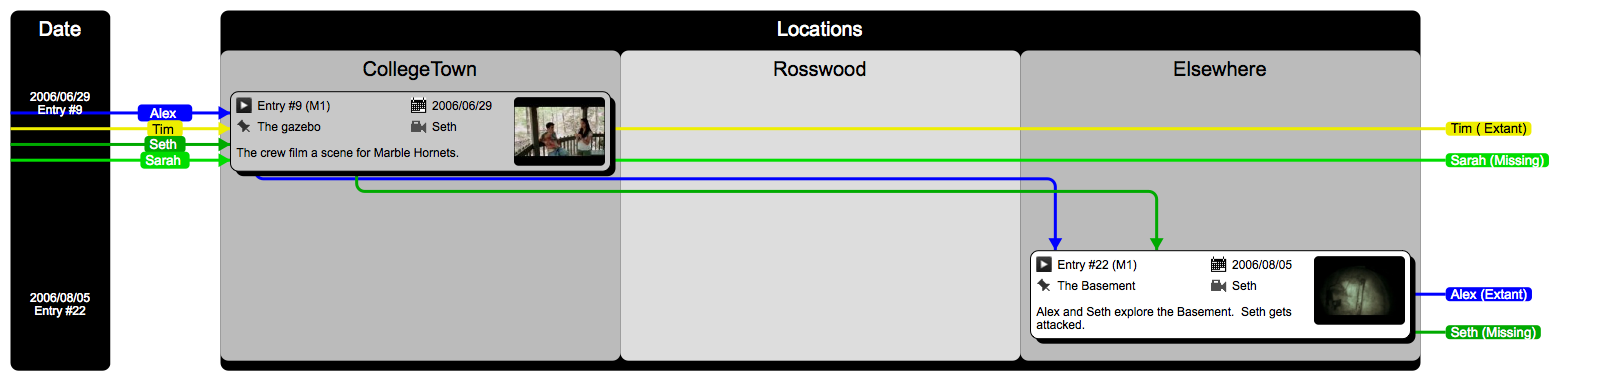 Date
Locations
CollegeTown
Rosswood
Elsewhere
2006/06/29
Entry #9
Alex
Tim
Seth
Sarah
Entry #9 (M1)
2006/06/29
The gazebo
Seth
The crew film a scene for Marble Hornets.
Tim ( Extant)
Sarah (Missing)
2006/08/05
Entry #22
Entry #22 (M1)
2006/08/05
The Basement
Seth
Alex and Seth explore the Basement.  Seth gets
attacked.
Alex (Extant)
Seth (Missing)